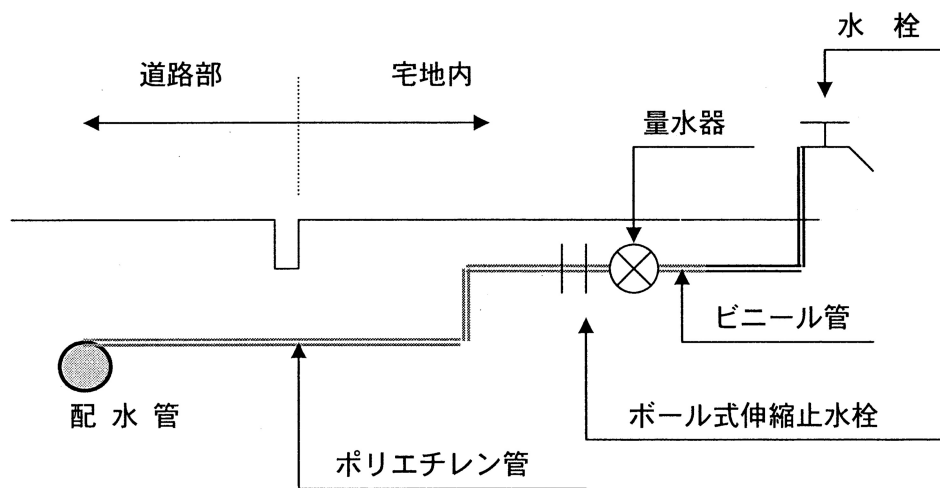 水 栓
道路部
宅地内
量水器
ビニール管
配 水 管
ボール式伸縮止水栓
ポリエチレン管